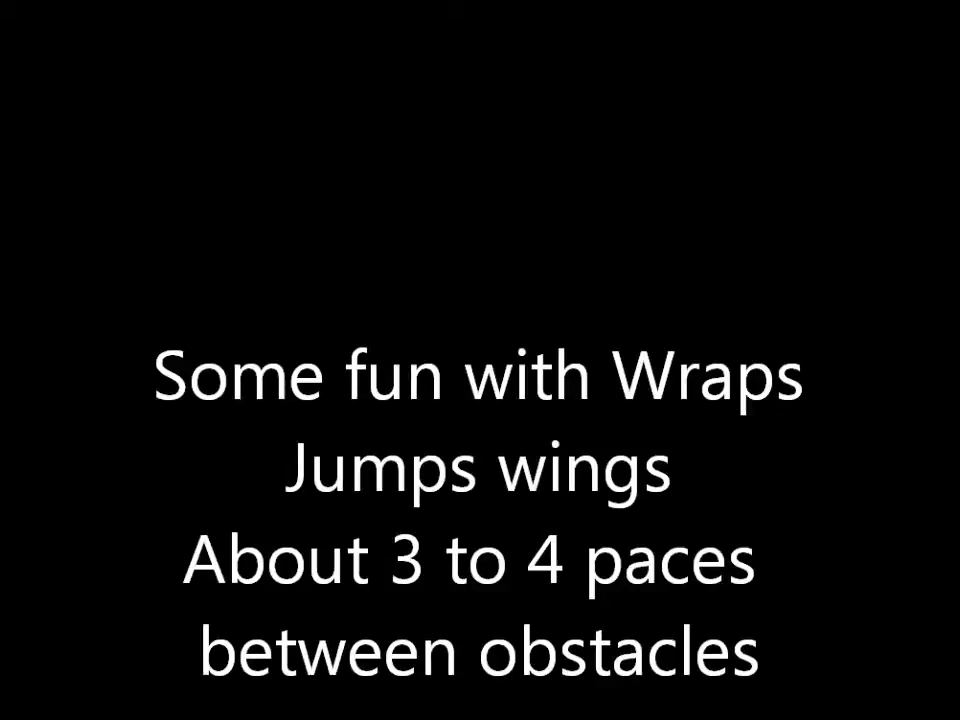 Some fun with Wraps
Jumps wings
About 3 to 4 paces
between obstacles